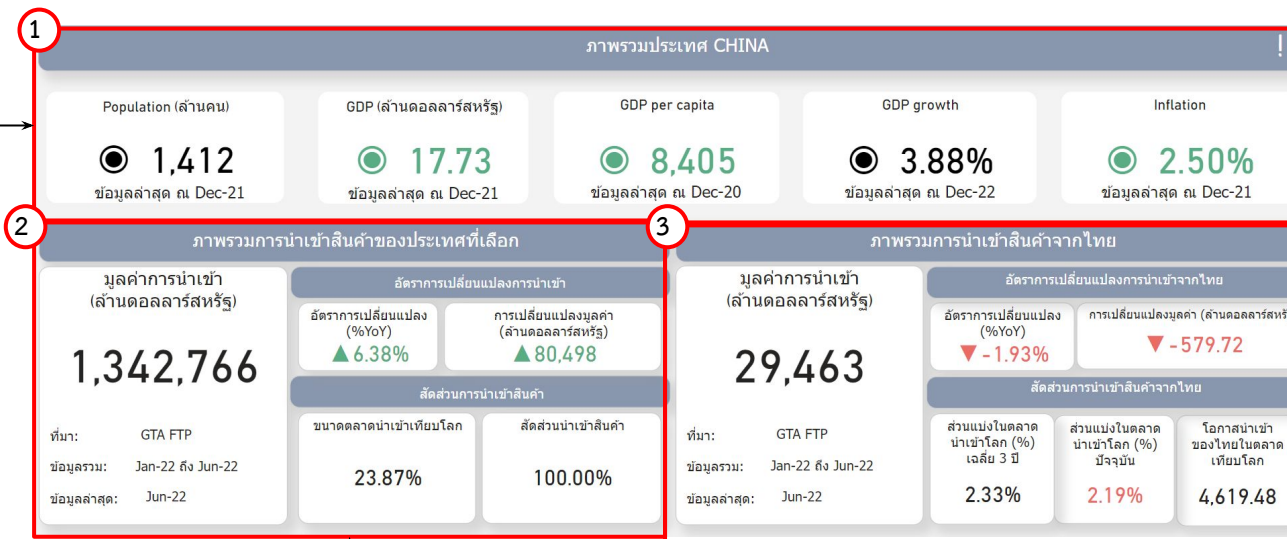 1
ภาพรวมประเทศ CHINA
!
Population (ล้านคน)
1,412
ข้อมูลล่าสุด ณ Dec-21
GDP (ล้านดอลลาร์สหรัฐ)
17.73
ข้อมูลล่าสุด ณ Dec-21
GDP per capita
8,405
ข้อมูลล่าสุด ณ Dec-20
GDP growth
3.88%
ข้อมูลล่าสุด ณ Dec-22
Inflation
2.50%
ข้อมูลล่าสุด ณ Dec-21
2
ภาพรวมการนำเข้าสินค้าของประเทศที่เลือก
มูลค่าการนำเข้า
(ล้านดอลลาร์สหรัฐ)
1,342,766
ที่มา: GTA FTP
ข้อมูลรวม: Jan-22 ถึง Jun-22
ข้อมูลล่าสุด: Jun-22
อัตราการเปลี่ยนแปลงการนำเข้า
อัตราการเปลี่ยนแปลง
(%YoY)
▲ 6.38%
การเปลี่ยนแปลงมูลค่า
(ล้านดอลลาร์สหรัฐ)
▲ 80,498
สัดส่วนการนำเข้าสินค้า
ขนาดตลาดนำเข้าเทียบโลก
23.87%
สัดส่วนนำเข้าสินค้า
100.00%
3
ภาพรวมการนำเข้าสินค้าจากไทย
มูลค่าการนำเข้า
(ล้านดอลลาร์สหรัฐ)
29,463
ที่มา: GTA FTP
ข้อมูลรวม: Jan-22 ถึง Jun-22
ข้อมูลล่าสุด: Jun-22
อัตราการเปลี่ยนแปลงการนำเข้าจากไทย
อัตราการเปลี่ยนแปลง
(%YoY)
▼ -1.93%
การเปลี่ยนแปลงมูลค่า (ล้านดอลลาร์สหรั
▼ -579.72
สัดส่วนการนำเข้าสินค้าจากไทย
ส่วนแบ่งในตลาด
นำเข้าโลก (%)
เฉลี่ย 3 ปี
2.33%
ส่วนแบ่งในตลาด
นำเข้าโลก (%)
ปัจจุบัน
2.19%
โอกาสนำเข้า
ของไทยในตลาด
เทียบโลก
4,619.48